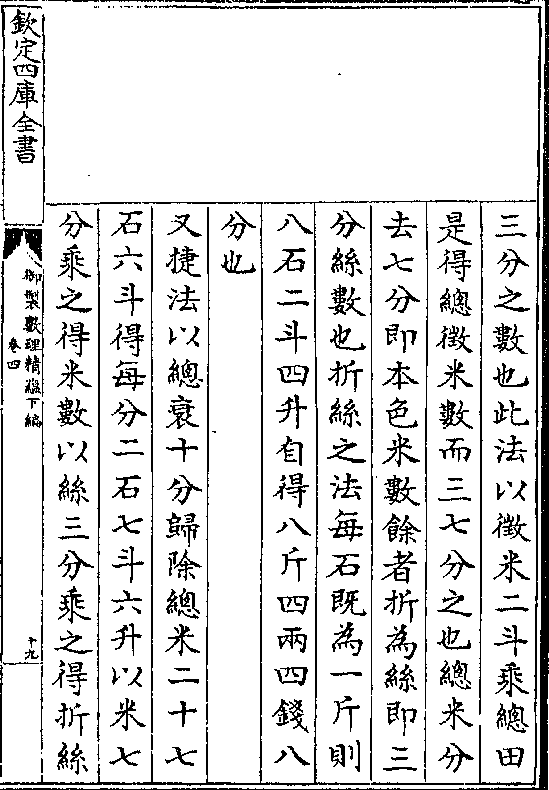 三分之數也此法以徵米二斗乘總田
是得總徵米數而三七分之也總米分
去七分即本色米數餘者折為絲即三
分絲數也折絲之法每石既為一斤則
八石二斗四升自得八斤四兩四錢八
分也
又捷法以總衰十分歸除總米二十七
石六斗得每分二石七斗六升以米七
分乘之得米數以絲三分乘之得折絲
欽定四庫全書
御製數理精蘊下編
卷四
十九